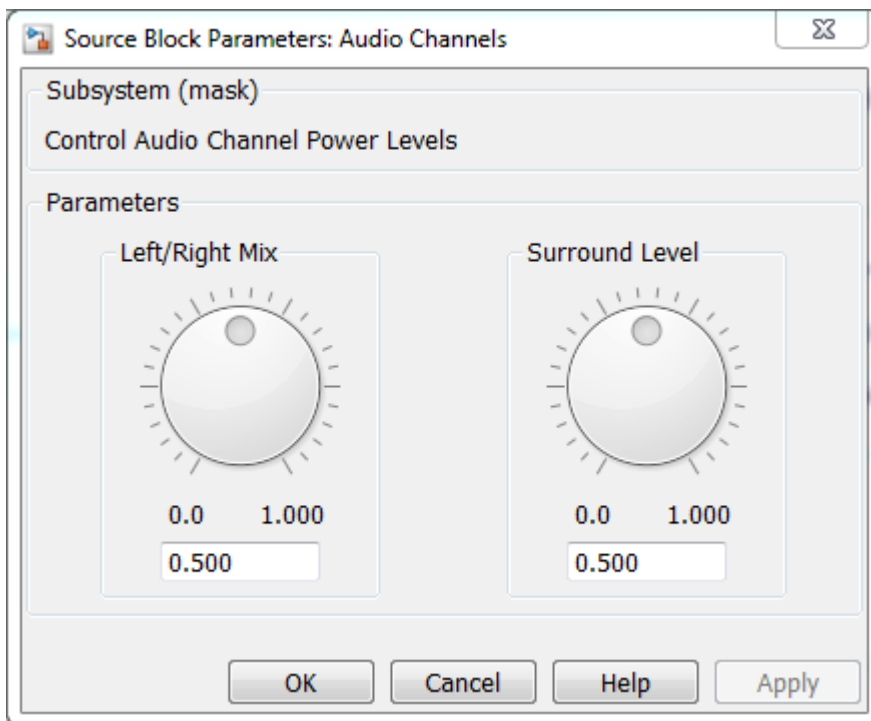 Source Block Parameters: Audio Channels
Subsystem (mask)
Control Audio Channel Power Levels
Parameters
Left/Right Mix
0.0 1.000
0.500
Surround Level
0.0 1.000
0.500
OK Cancel Help Apply